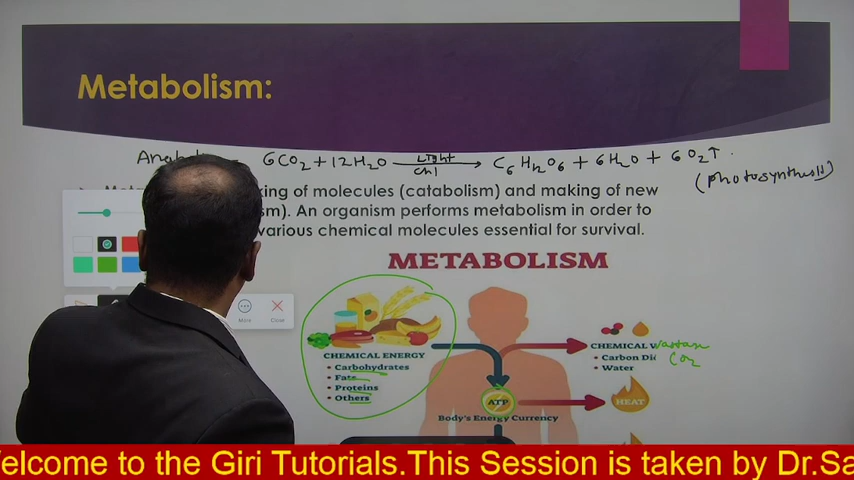 Metabolism:
6CO2 + 12H2O Light Chl → C6H12O6 + 6H2O + 6O2↑.
(Photosynthesis)
king of molecules (catabolism) and making of new
sm). An organism performs metabolism in order to
various chemical molecules essential for survival.
METABOLISM
More
Close
CHEMICAL ENERGY
• Carbohydrates
• Fats
• Proteins
• Others
CHEMICAL W
• Carbon Di
• Water
CO2
ATP
Body's Energy Currency
HEAT
elcome to the Giri Tutorials.This Session is taken by Dr.Sa